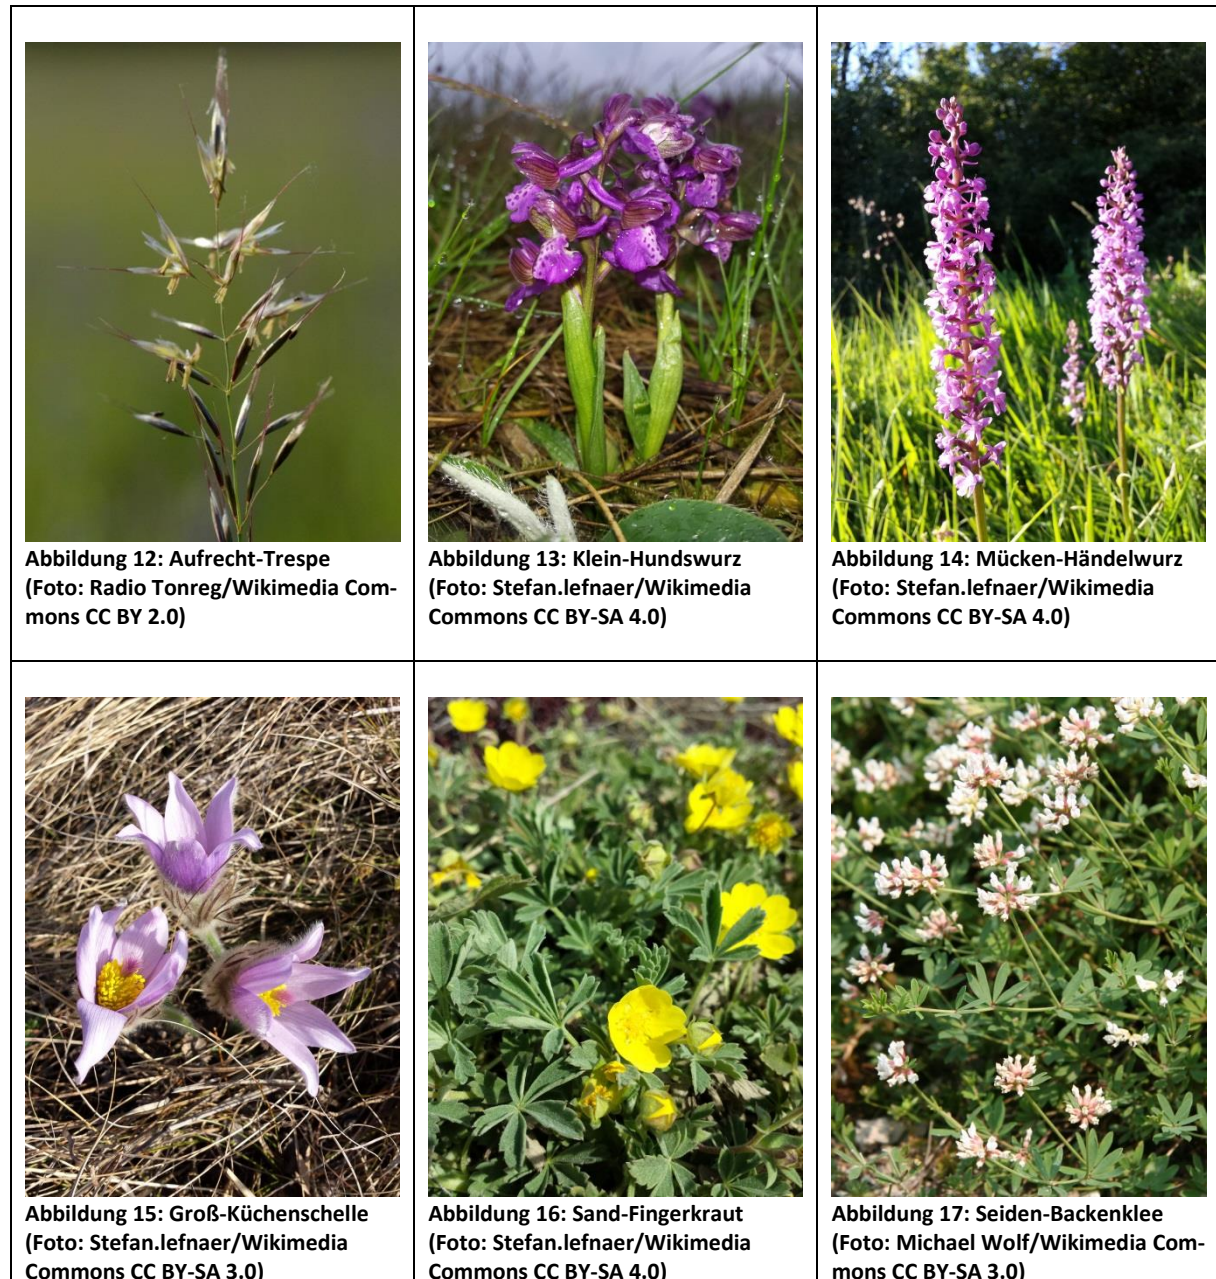 Abbildung 12: Aufrecht-Trespe
(Foto: Radio Tonreg/Wikimedia Com-
mons CC BY 2.0)
Abbildung 13: Klein-Hundswurz
(Foto: Stefan.lefnaer/Wikimedia
Commons CC BY-SA 4.0)
Abbildung 14: Mücken-Händelwurz
(Foto: Stefan.lefnaer/Wikimedia
Commons CC BY-SA 4.0)
Abbildung 15: Groß-Küchenschelle
(Foto: Stefan.lefnaer/Wikimedia
Commons CC BY-SA 3.0)
Abbildung 16: Sand-Fingerkraut
(Foto: Stefan.lefnaer/Wikimedia
Commons CC BY-SA 4.0)
Abbildung 17: Seiden-Backenklee
(Foto: Michael Wolf/Wikimedia Com-
mons CC BY-SA 3.0)